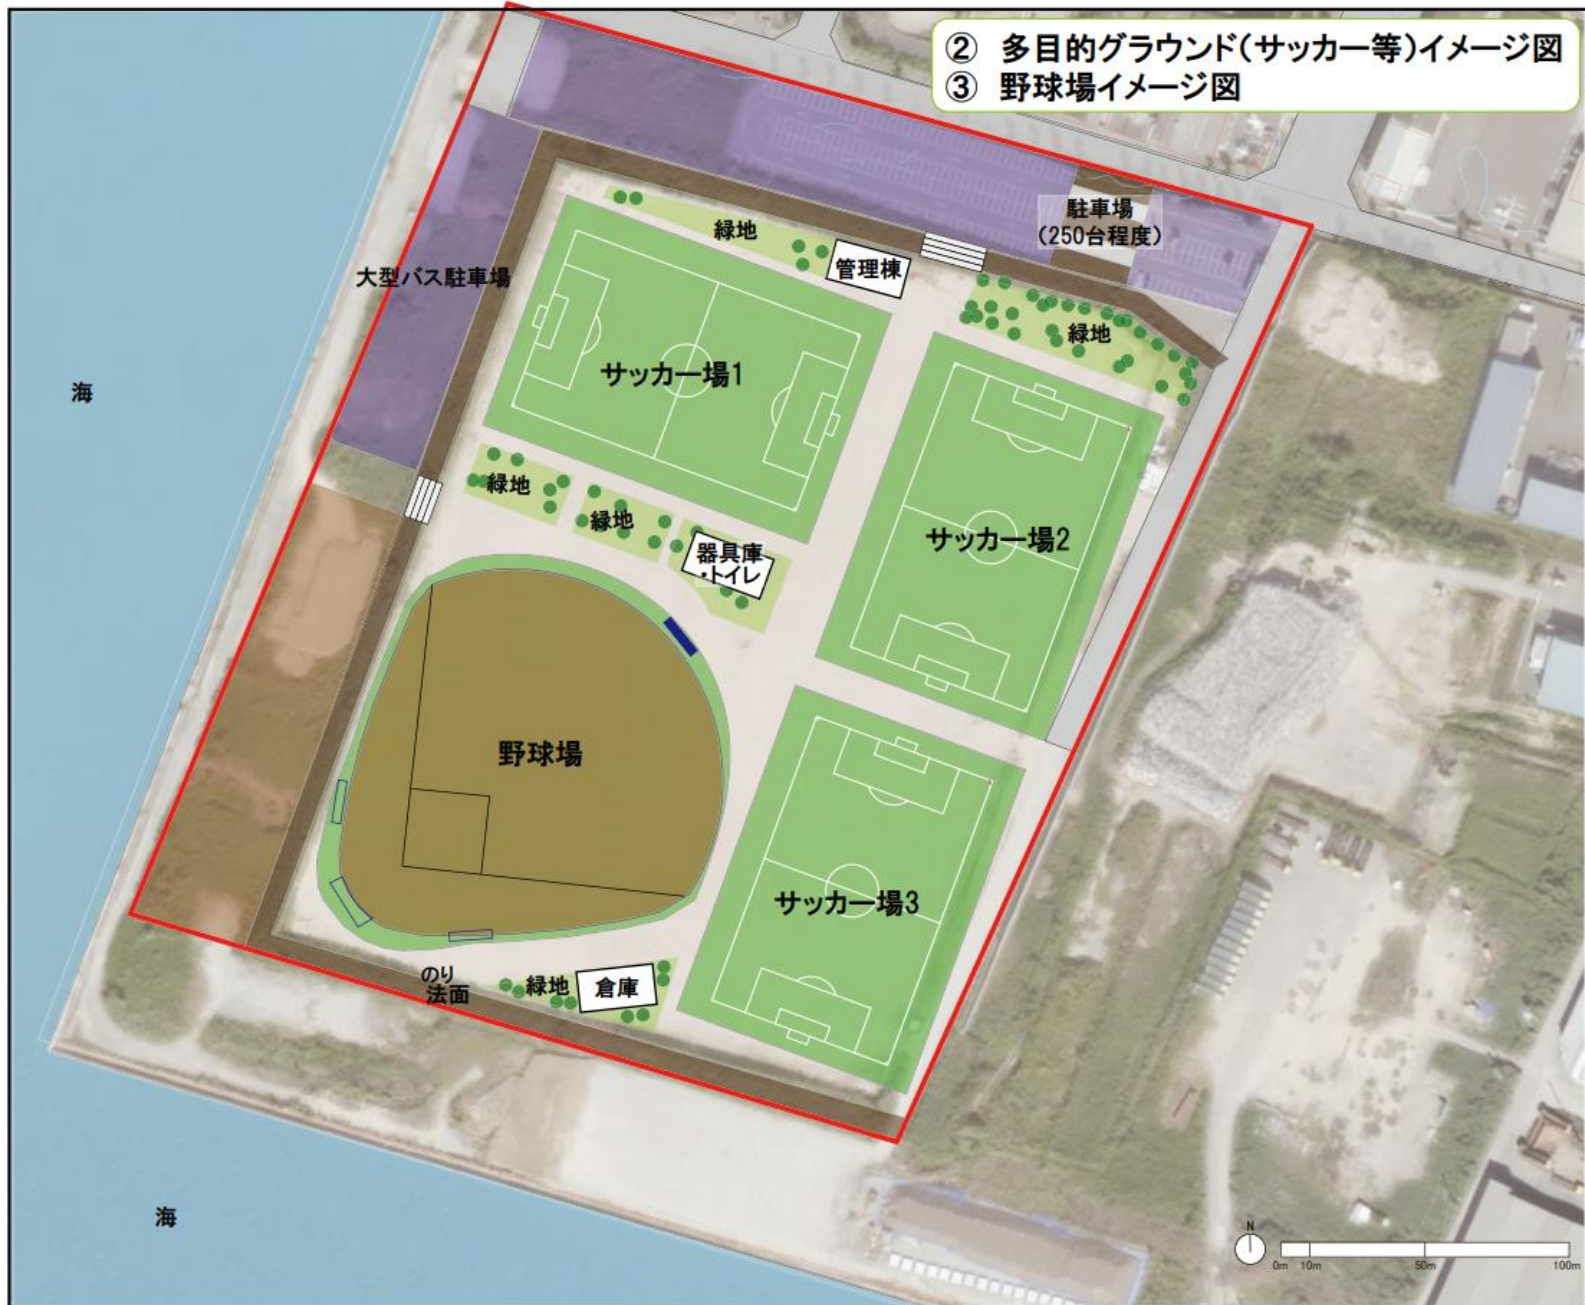 ② 多目的グラウンド(サッカー等)イメージ図
③ 野球場イメージ図
駐車場
(250台程度)
緑地
管理棟
大型バス駐車場
緑地
サッカー場1
海
緑地
緑地
サッカー場2
器具庫
・トイレ
野球場
サッカー場3
のり
法面
緑地
倉庫
海
N
0m 10m 50m 100m